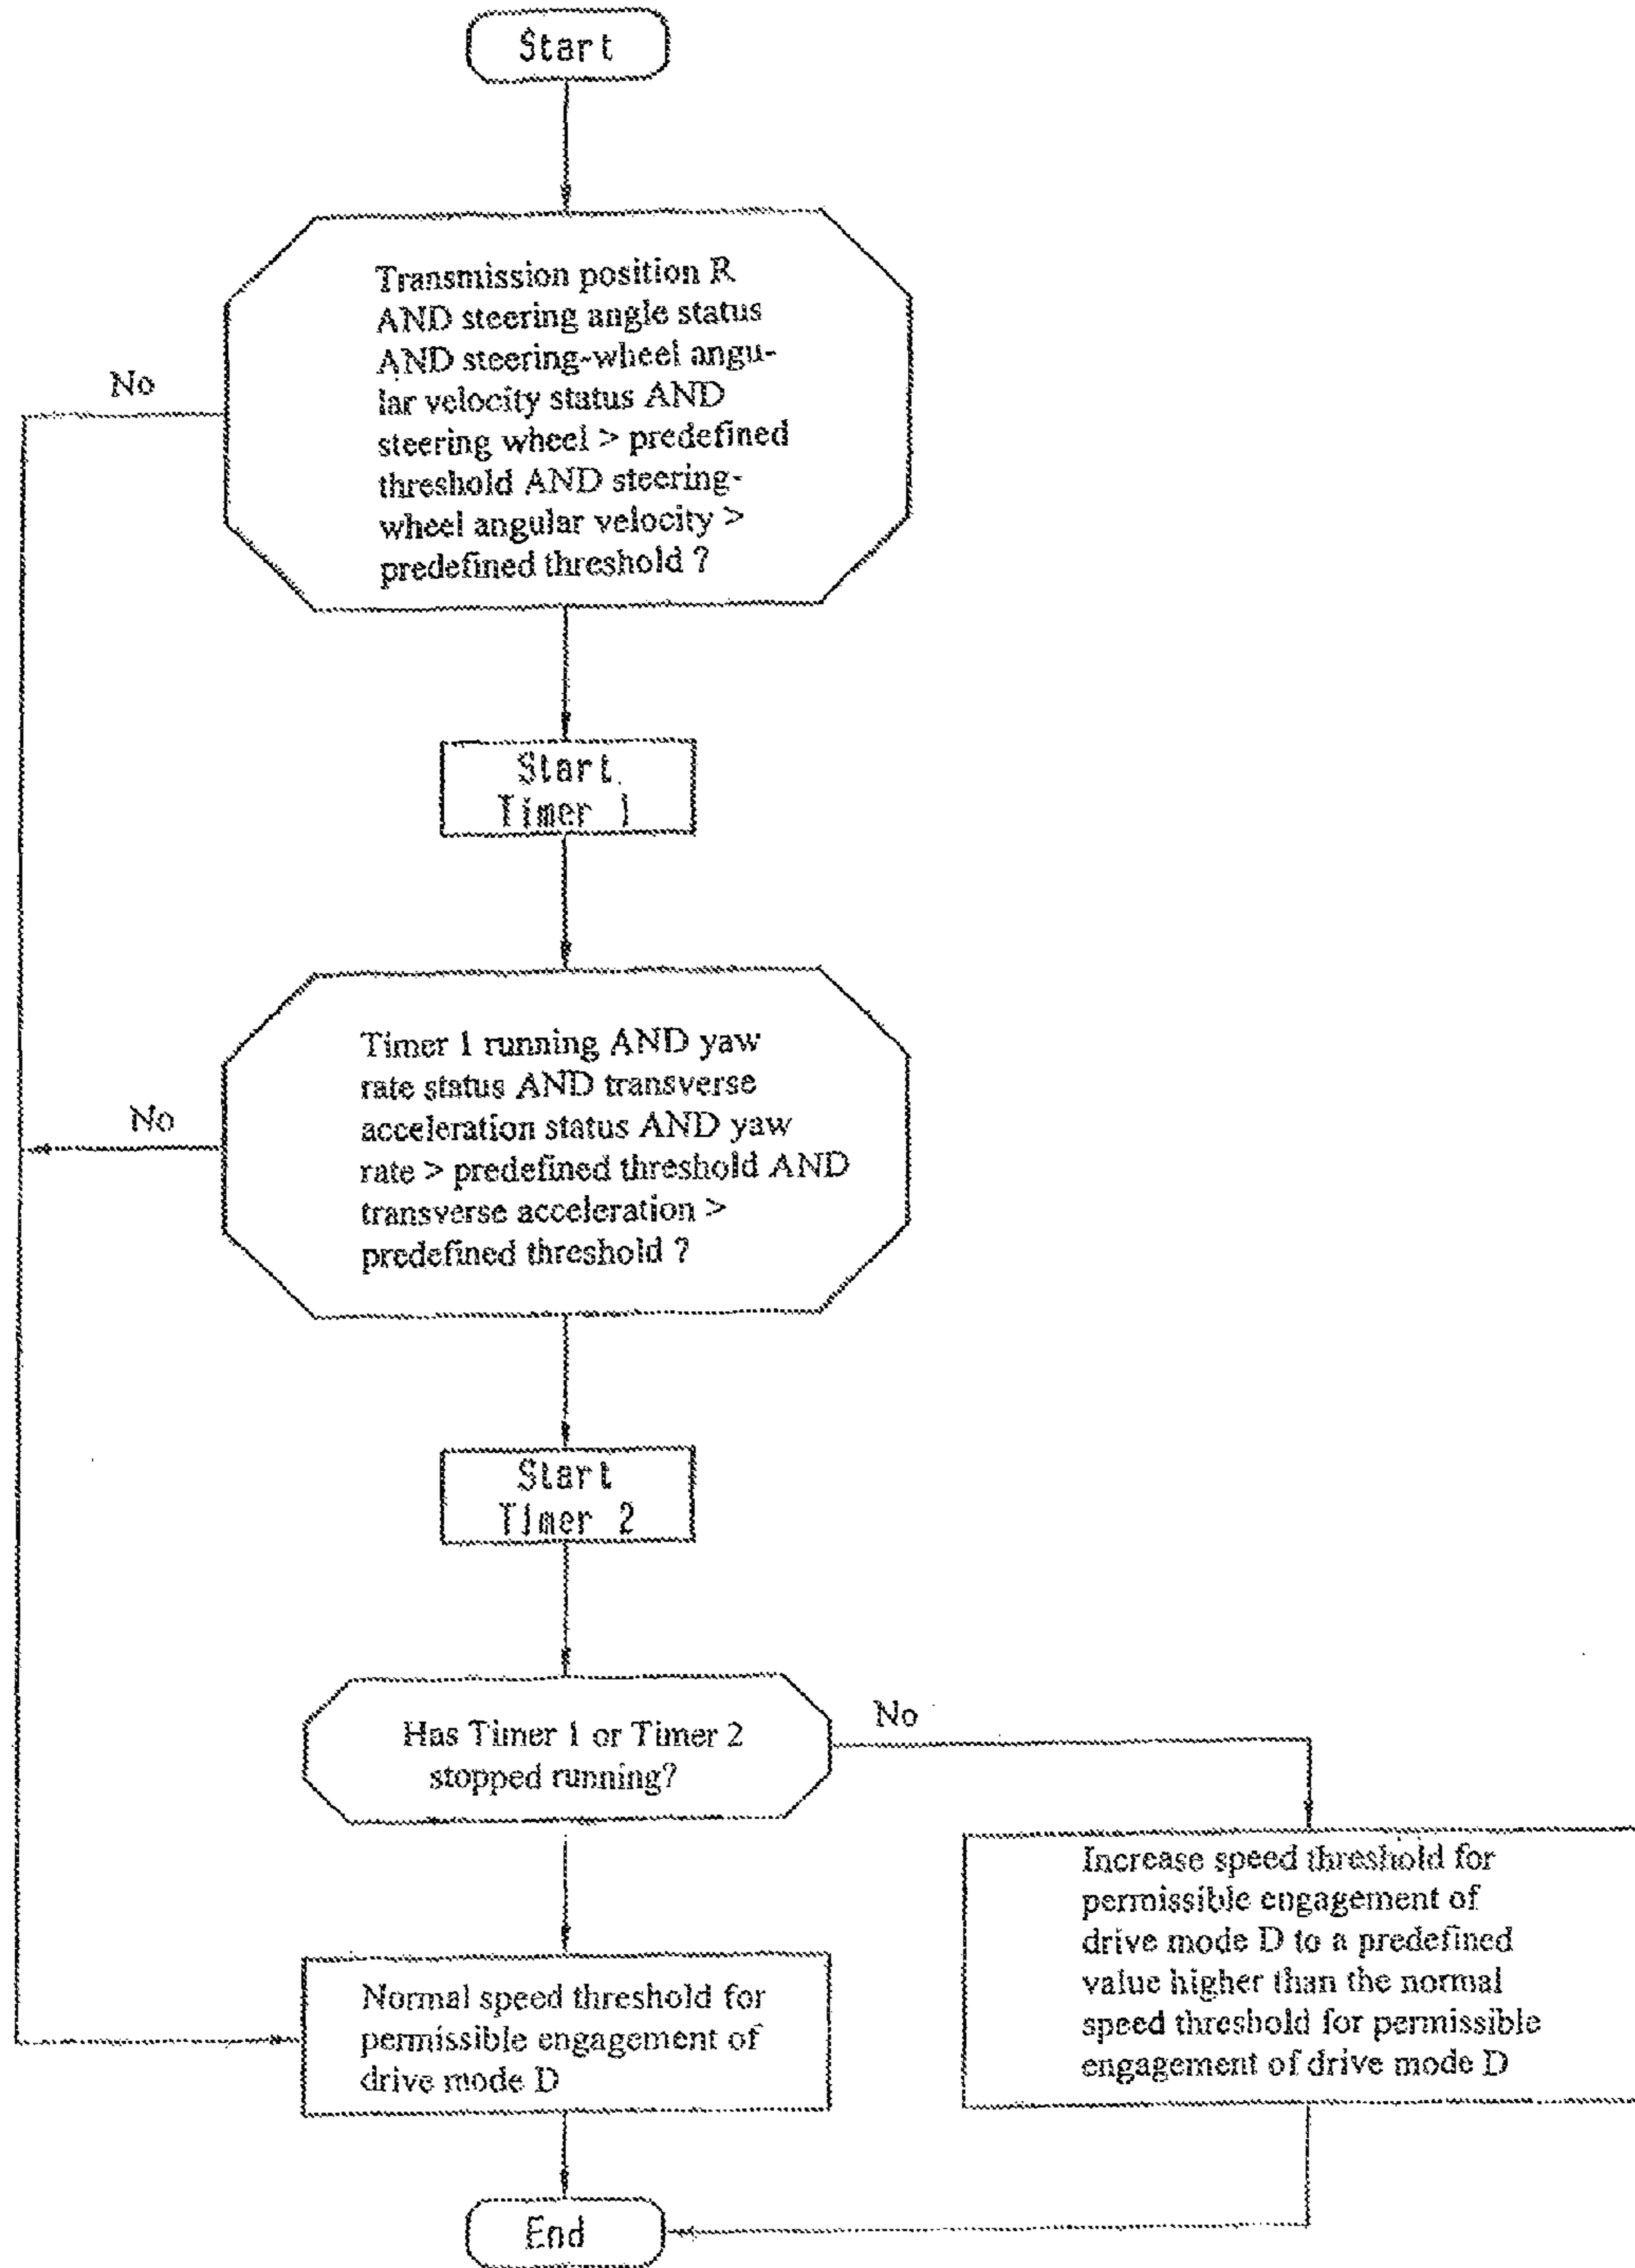 Start
Transmission position R
AND steering angle status
AND steering-wheel angu-
lar velocity status AND
steering wheel > predefined
threshold AND steering-
wheel angular velocity >
predefined threshold ?
No
Start
Timer 1
Timer 1 running AND yaw
rate status AND transverse
acceleration status AND yaw
rate > predefined threshold AND
transverse acceleration >
predefined threshold ?
No
Start
Timer 2
Has Timer 1 or Timer 2
stopped running?
No
Increase speed threshold for
permissible engagement of
drive mode D to a predefined
value higher than the normal
speed threshold for permissible
engagement of drive mode D
Normal speed threshold for
permissible engagement of
drive mode D
End